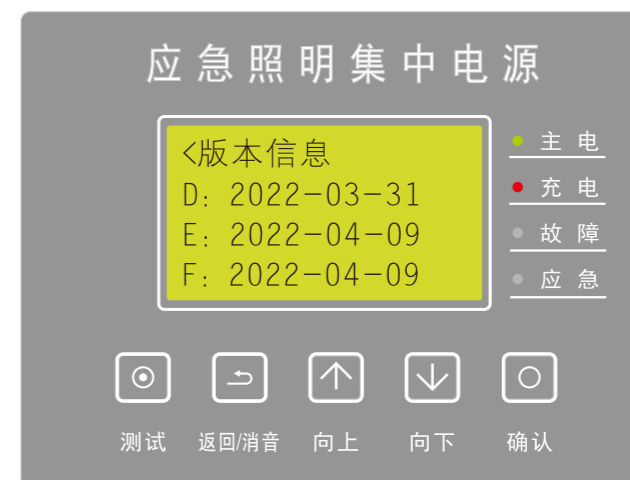 应急照明集中电源
<版本信息
D: 2022-03-31
E: 2022-04-09
F: 2022-04-09
主电
充电
故障
应急
测试 返回/消音 向上 向下 确认